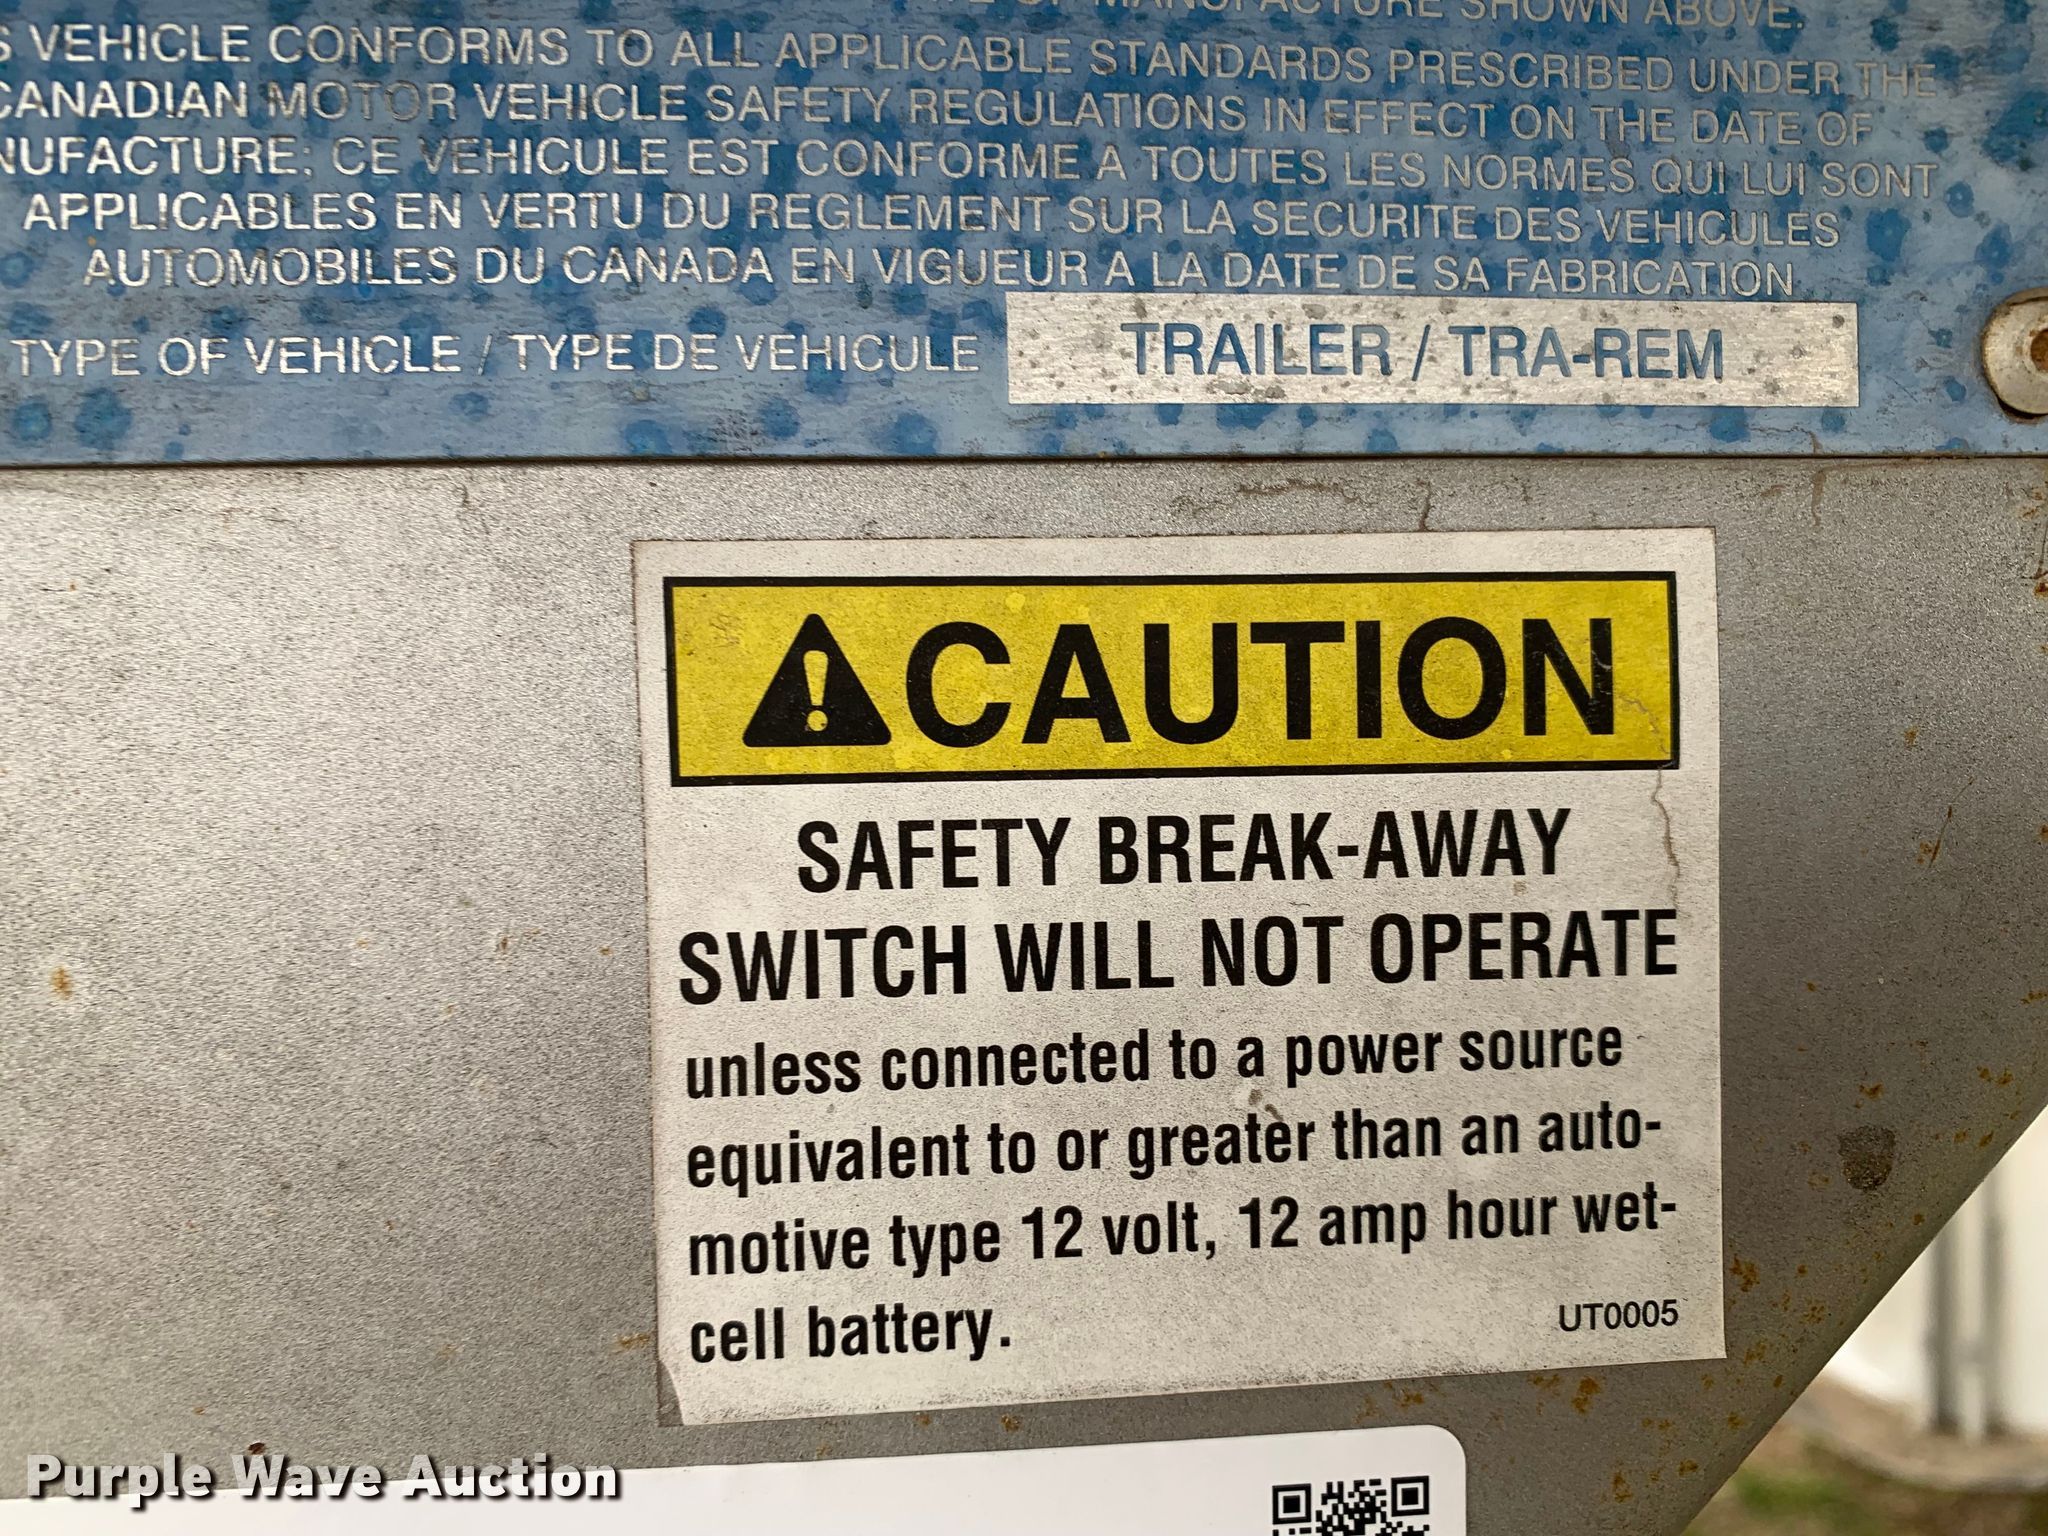 OF MANUFACTURE SHOWN ABOVE.
S VEHICLE CONFORMS TO ALL APPLICABLE STANDARDS PRESCRIBED UNDER THE
CANADIAN MOTOR VEHICLE SAFETY REGULATIONS IN EFFECT ON THE DATE OF
NUFACTURE: CE VEHICULE EST CONFORME A TOUTES LES NORMES QUI LUI SONT
APPLICABLES EN VERTU DU REGLEMENT SUR LA SECURITE DES VEHICULES
AUTOMOBILES DU CANADA EN VIGUEUR A LA DATE DE SA FABRICATION
TYPE OF VEHICLE / TYPE DE VEHICULE TRAILER / TRA-REM
CAUTION
SAFETY BREAK-AWAY
SWITCH WILL NOT OPERATE
unless connected to a power source
equivalent to or greater than an auto-
motive type 12 volt, 12 amp hour wet-
cell battery. UT0005
Purple Wave Auction